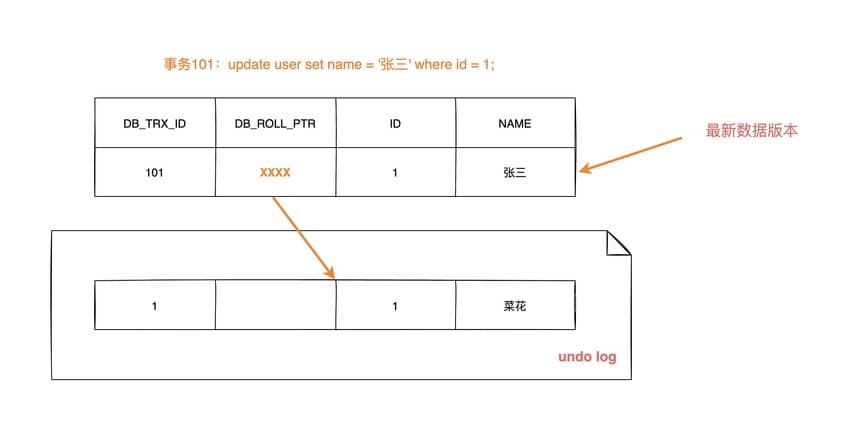 事务101：update user set name = '张三' where id = 1;
DB_TRX_ID DB_ROLL_PTR ID NAME
最新数据版本
101 XXXX 1 张三
1 1 菜花
undo log